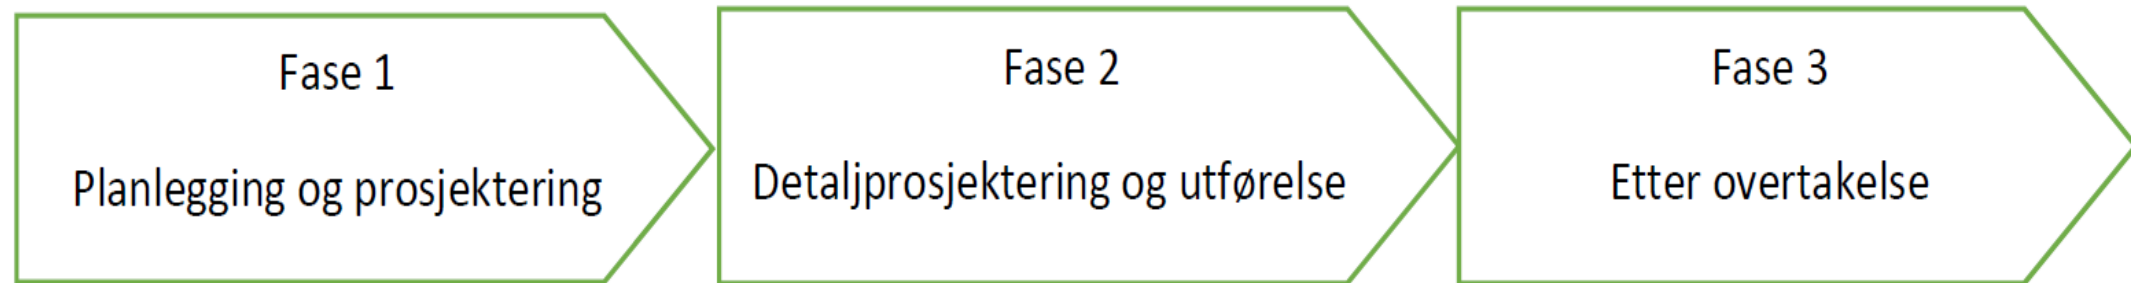 Fase 1
Planlegging og prosjektering
Fase 2
Detaljprosjektering og utførelse
Fase 3
Etter overtakelse